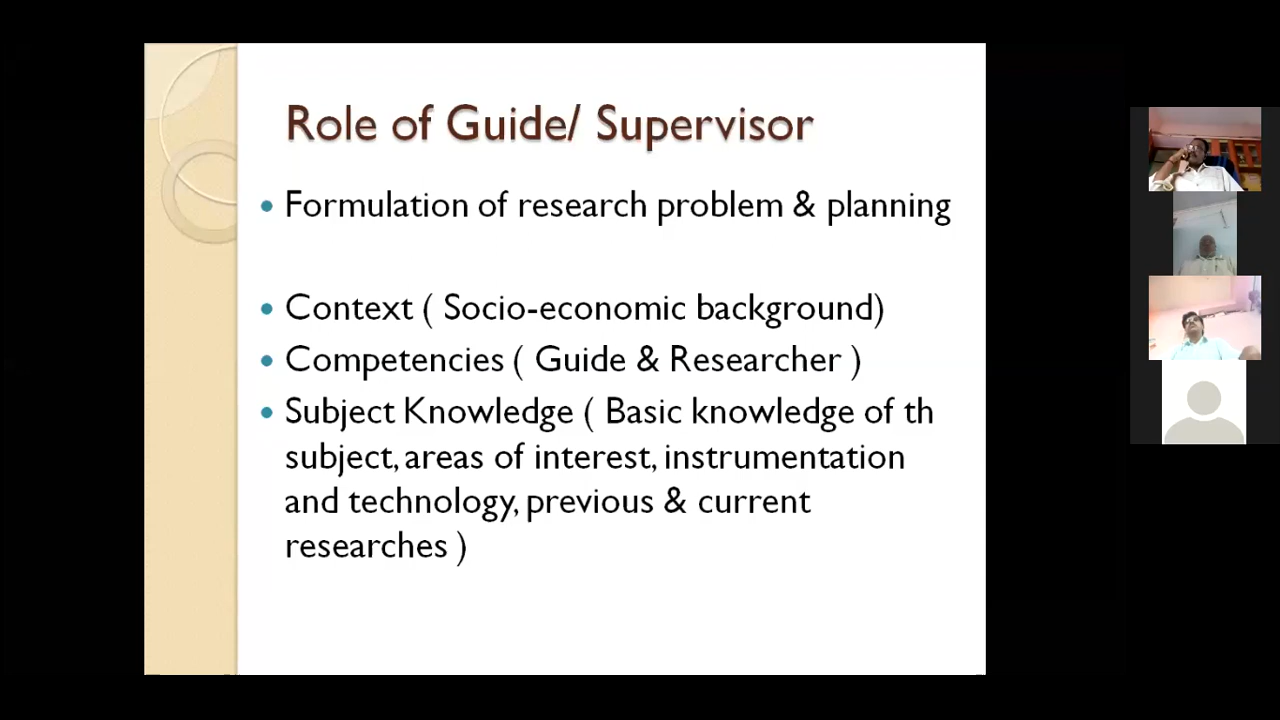 Role of Guide/ Supervisor
Formulation of research problem & planning
Context ( Socio-economic background)
Competencies ( Guide & Researcher )
Subject Knowledge ( Basic knowledge of th
subject, areas of interest, instrumentation
and technology, previous & current
researches )